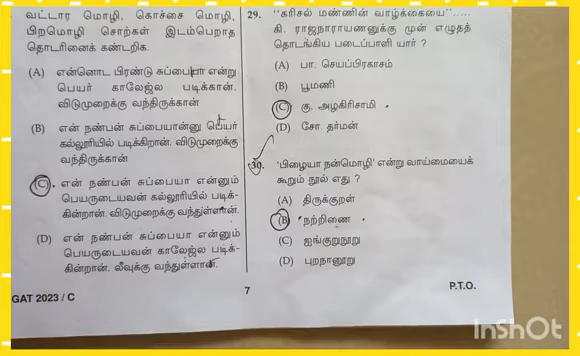 வட்டார மொழி, கொச்சை மொழி,
பிறமொழி சொற்கள் இடம்பெறாத
தொடரினைக் கண்டறிக.
(A) என்னொட பிரண்டு சுப்பையா என்று
பெயர் காலேஜ்ல படிக்கான்.
விடுமுறைக்கு வந்திருக்கான்
(B) என் நண்பன் சுப்பையான்னு பெயர்
கல்லூரியில் படிக்கிறான். விடுமுறைக்கு
வந்திருக்கான்
(C) என் நண்பன் சுப்பையா என்னும்
பெயருடையவன் கல்லூரியில் படிக்-
கின்றான். விடுமுறைக்கு வந்துள்ளான்.
(D) என் நண்பன் சுப்பையா என்னும்
பெயருடையவன் காலேஜ்ல படிக்-
கின்றான். லீவுக்கு வந்துள்ளான்.
29. "கரிசல் மண்ணின் வாழ்க்கையை".....
கி. ராஜநாராயணனுக்கு முன் எழுதத்
தொடங்கிய படைப்பாளி யார் ?
(A) பா. செயப்பிரகாசம்
(B) பூமணி
(C) கு. அழகிரிசாமி
(D) சோ. தர்மன்
30. 'பிழையா நன்மொழி' என்று வாய்மையைக்
கூறும் நூல் எது ?
(A) திருக்குறள்
(B) நற்றிணை
(C) ஐங்குறுநூறு
(D) புறநானூறு
GAT 2023 / C
7
P.T.O.
InShOt